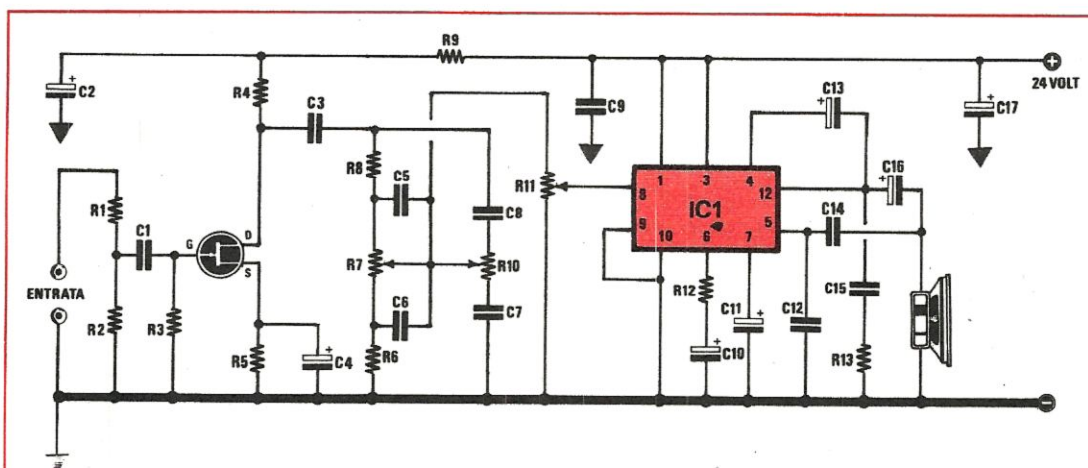 R9
C2
R4
C3
C9
C13
24 VOLT
C17
R1
C1
G
D
S
R8
C5
R11
C8
8
1
3
4
12
IC1
9
10
6
7
5
C16
C14
ENTRATA
R2
R3
R7
R10
R5
C4
C6
R6
C7
R12
C11
C10
C12
C15
R13